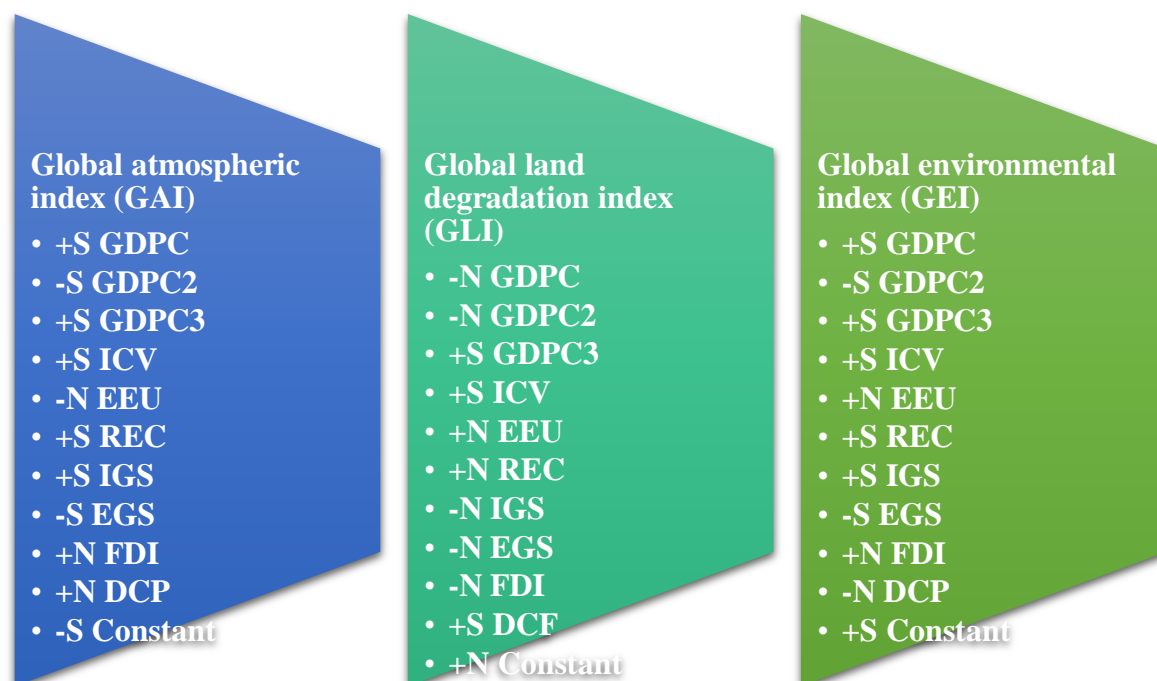 Global atmospheric
index (GAI)
• +S GDPC
• -S GDPC2
• +S GDPC3
• +S ICV
• -N EEU
• +S REC
• +S IGS
• -S EGS
• +N FDI
• +N DCP
• -S Constant
Global land
degradation index
(GLI)
• -N GDPC
• -N GDPC2
• +S GDPC3
• +S ICV
• +N EEU
• +N REC
• -N IGS
• -N EGS
• -N FDI
• +S DCF
• +N Constant
Global environmental
index (GEI)
• +S GDPC
• -S GDPC2
• +S GDPC3
• +S ICV
• +N EEU
• +S REC
• +S IGS
• -S EGS
• +N FDI
• -N DCP
• +S Constant